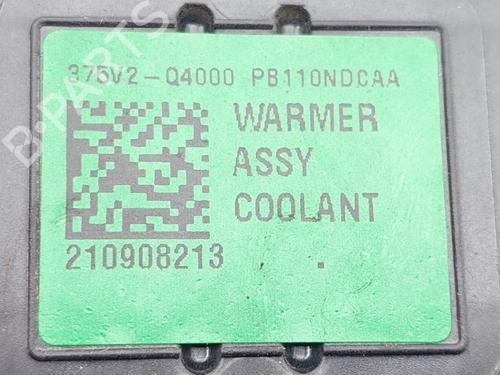 375V2-Q4000 PB110NDCAA
WARMER
ASSY
COOLANT
210908213
B-PARTS